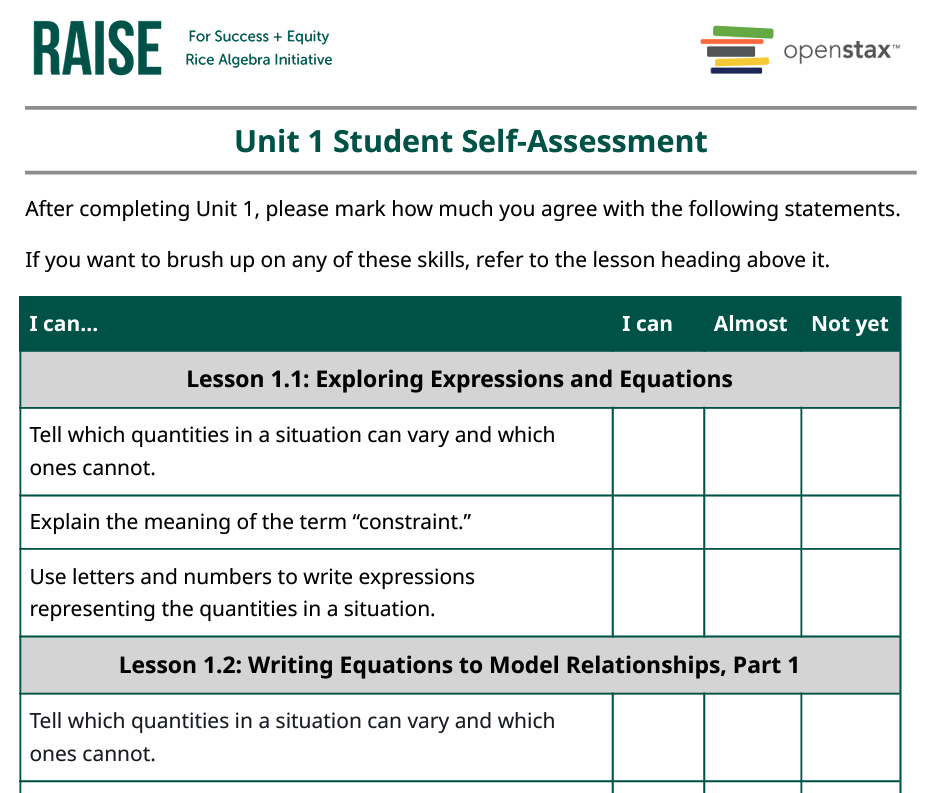 RAISE
For Success + Equity
Rice Algebra Initiative
openstax™
Unit 1 Student Self-Assessment
After completing Unit 1, please mark how much you agree with the following statements.
If you want to brush up on any of these skills, refer to the lesson heading above it.
I can... I can Almost Not yet
Lesson 1.1: Exploring Expressions and Equations
Tell which quantities in a situation can vary and which
ones cannot.
Explain the meaning of the term “constraint.”
Use letters and numbers to write expressions
representing the quantities in a situation.
Lesson 1.2: Writing Equations to Model Relationships, Part 1
Tell which quantities in a situation can vary and which
ones cannot.